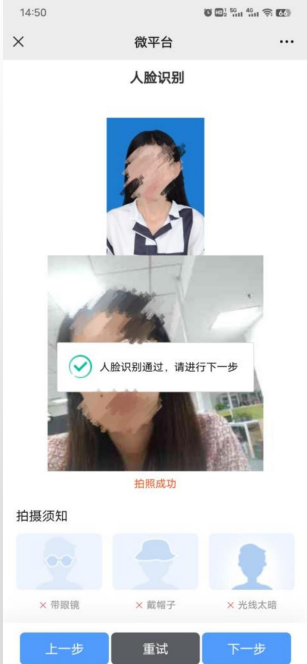 14:50
微平台
人脸识别
人脸识别通过，请进行下一步
拍照成功
拍摄须知
× 带眼镜
× 戴帽子
× 光线太暗
上一步
重试
下一步